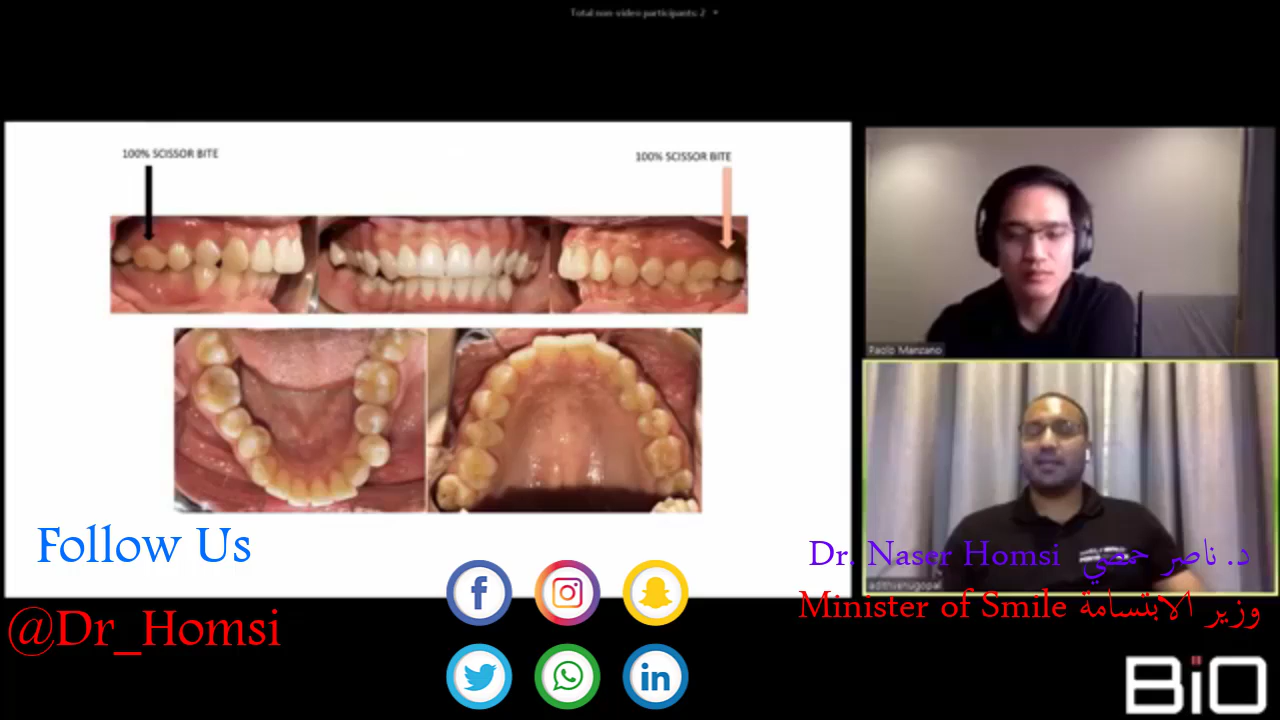 Total non-video participants: 2
100% SCISSOR BITE
100% SCISSOR BITE
Paolo Manzano
adithvenugopal
Follow Us
@Dr_Homsi
Dr. Naser Homsi د. ناصر حمصي
Minister of Smile وزير الابتسامة
BiO